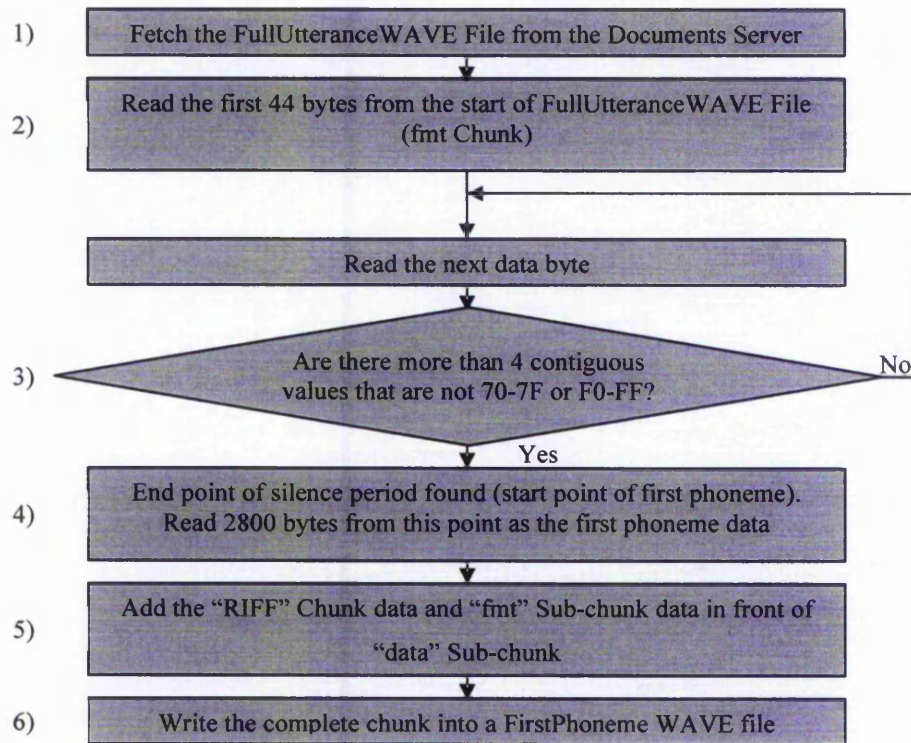 1) Fetch the FullUtteranceWAVE File from the Documents Server
2) Read the first 44 bytes from the start of FullUtteranceWAVE File
(fmt Chunk)
Read the next data byte
3) Are there more than 4 contiguous
values that are not 70-7F or F0-FF?
No
Yes
4) End point of silence period found (start point of first phoneme).
Read 2800 bytes from this point as the first phoneme data
5) Add the “RIFF” Chunk data and “fmt” Sub-chunk data in front of
“data” Sub-chunk
6) Write the complete chunk into a FirstPhoneme WAVE file